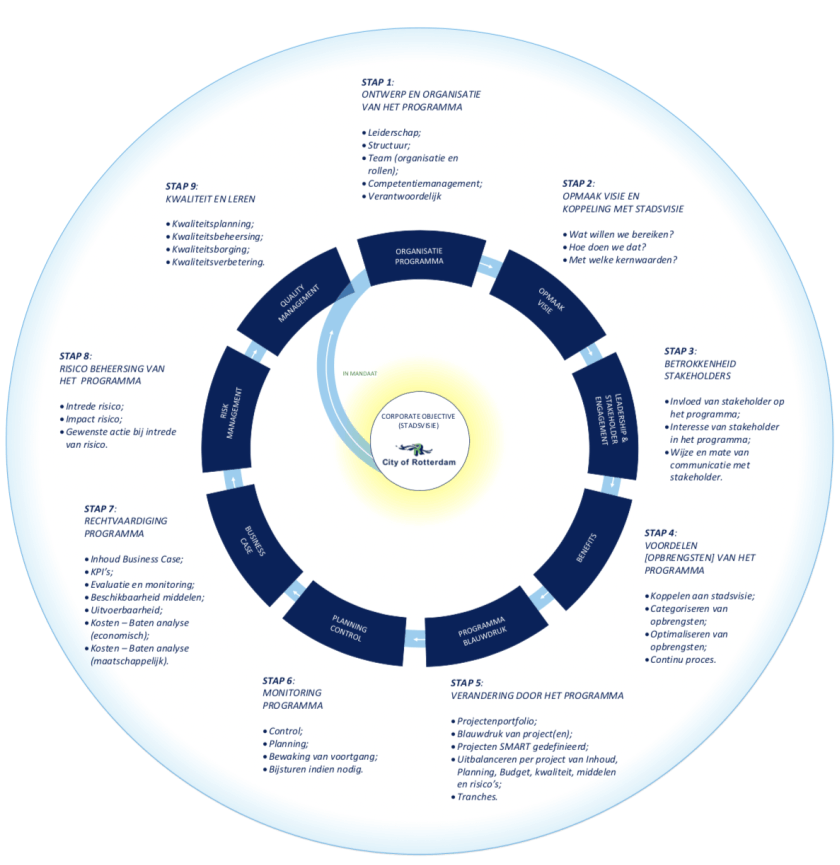 STAP 1:
ONTWERP EN ORGANISATIE
VAN HET PROGRAMMA
• Leiderschap;
• Structuur;
• Team (organisatie en
rollen);
• Competentiemanagement;
• Verantwoordelijk
STAP 2:
OPMAAK VISIE EN
KOPPELING MET STADSVISIE
• Wat willen we bereiken?
• Hoe doen we dat?
• Met welke kernwaarden?
STAP 3:
BETROKKENHEID
STAKEHOLDERS
• Invloed van stakeholder op
het programma;
• Interesse van stakeholder
in het programma;
• Wijze en mate van
communicatie met
stakeholder.
STAP 4:
VOORDELEN
[OPBRENGSTEN] VAN HET
PROGRAMMA
• Koppelen aan stadsvisie;
• Categoriseren van
opbrengsten;
• Optimaliseren van
opbrengsten;
• Continu proces.
STAP 5:
VERANDERING DOOR HET PROGRAMMA
• Projectenportfolio;
• Blauwdruk van project(en);
• Projecten SMART gedefinieerd;
• Uitbalanceren per project van Inhoud,
Planning, Budget, kwaliteit, middelen
en risico's;
• Tranches.
STAP 6:
MONITORING
PROGRAMMA
• Control;
• Planning;
• Bewaking van voortgang;
• Bijsturen indien nodig.
STAP 7:
RECHTVAARDIGING
PROGRAMMA
• Inhoud Business Case;
• KPI's;
• Evaluatie en monitoring;
• Beschikbaarheid middelen;
• Uitvoerbaarheid;
• Kosten – Baten analyse
(economisch);
• Kosten – Baten analyse
(maatschappelijk).
STAP 8:
RISICO BEHEERSING VAN
HET PROGRAMMA
• Intrede risico;
• Impact risico;
• Gewenste actie bij intrede
van risico.
STAP 9:
KWALITEIT EN LEREN
• Kwaliteitsplanning;
• Kwaliteitsbeheersing;
• Kwaliteitsborging;
• Kwaliteitsverbetering.
ORGANISATIE
PROGRAMMA
OPMAAK
VISIE
LEADERSHIP &
STAKEHOLDER
ENGAGEMENT
BENEFITS
PROGRAMMA
BLAUWDRUK
PLANNING
CONTROL
BUSINESS
CASE
RISK
MANAGEMENT
QUALITY
MANAGEMENT
IN MANDAAT
CORPORATE OBJECTIVE
(STADSVISIE)
City of Rotterdam